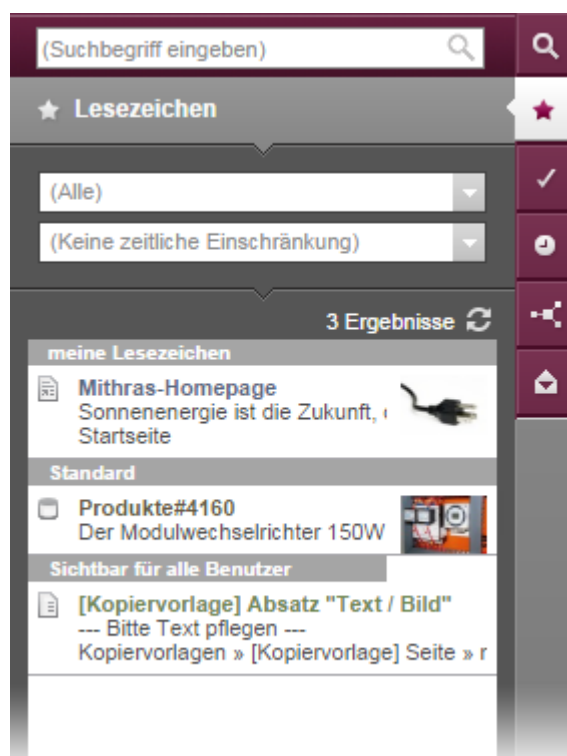 (Suchbegriff eingeben)
Lesezeichen
(Alle)
(Keine zeitliche Einschränkung)
3 Ergebnisse
meine Lesezeichen
Mithras-Homepage
Sonnenenergie ist die Zukunft,
Startseite
Standard
Produkte#4160
Der Modulwechselrichter 150W
Sichtbar für alle Benutzer
[Kopiervorlage] Absatz "Text / Bild"
--- Bitte Text pflegen ---
Kopiervorlagen » [Kopiervorlage] Seite »